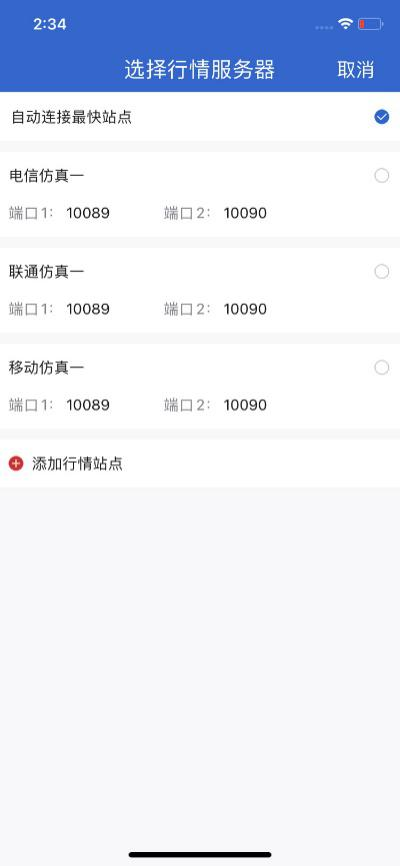 2:34
选择行情服务器 取消
自动连接最快站点
电信仿真一
端口1: 10089 端口2: 10090
联通仿真一
端口1: 10089 端口2: 10090
移动仿真一
端口1: 10089 端口2: 10090
添加行情站点